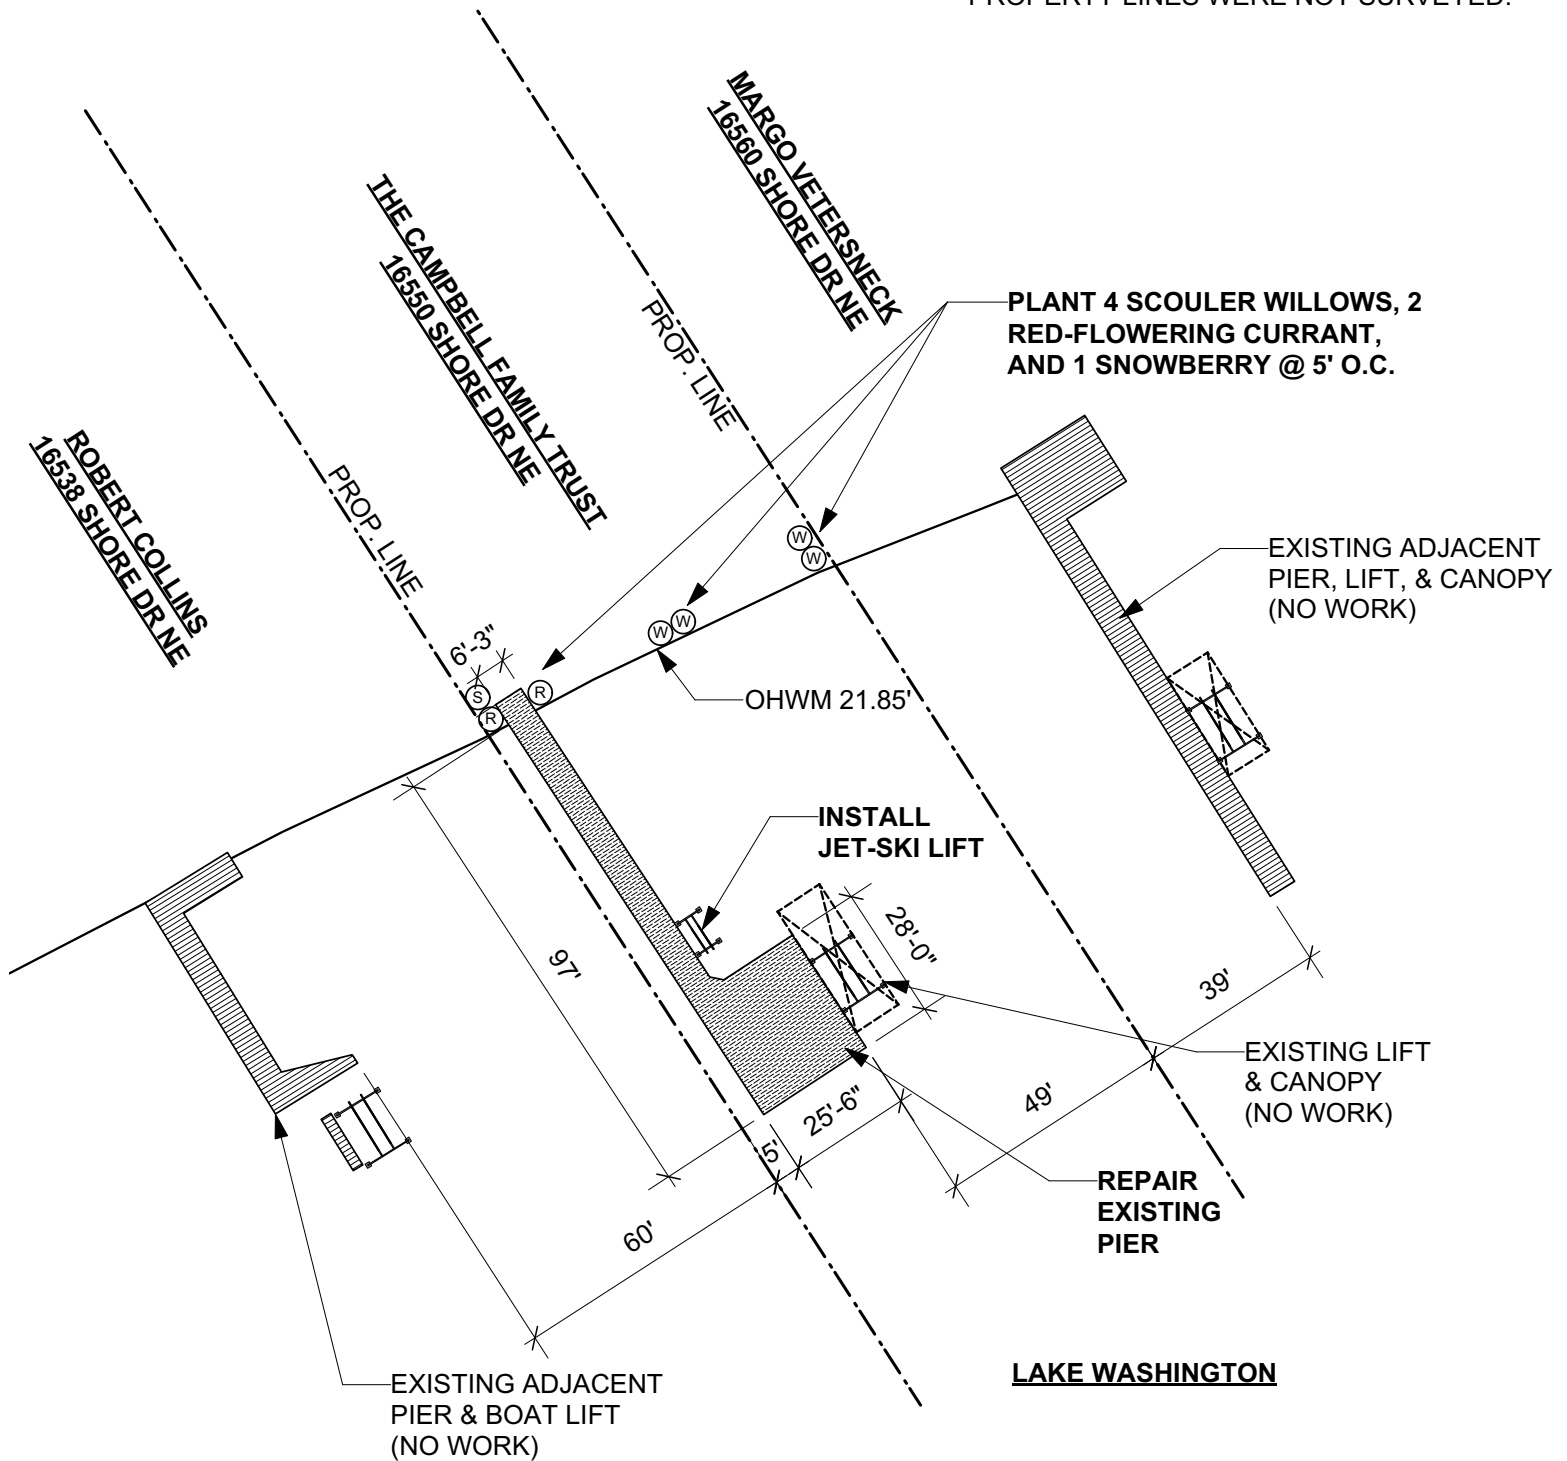 PROPERTY LINES WERE NOT SURVEYED.
MARGO VETERSNECK
16560 SHORE DR NE
THE CAMPBELL FAMILY TRUST
16550 SHORE DR NE
ROBERT COLLINS
16538 SHORE DR NE
PROP. LINE
PROP. LINE
PLANT 4 SCOULER WILLOWS, 2
RED-FLOWERING CURRANT,
AND 1 SNOWBERRY @ 5' O.C.
EXISTING ADJACENT
PIER, LIFT, & CANOPY
(NO WORK)
W
W
W
W
6'-3"
S
R
R
OHWM 21.85'
INSTALL
JET-SKI LIFT
28'-0"
97'
39'
EXISTING LIFT
& CANOPY
(NO WORK)
49'
25'-6"
5'
60'
REPAIR
EXISTING
PIER
LAKE WASHINGTON
EXISTING ADJACENT
PIER & BOAT LIFT
(NO WORK)